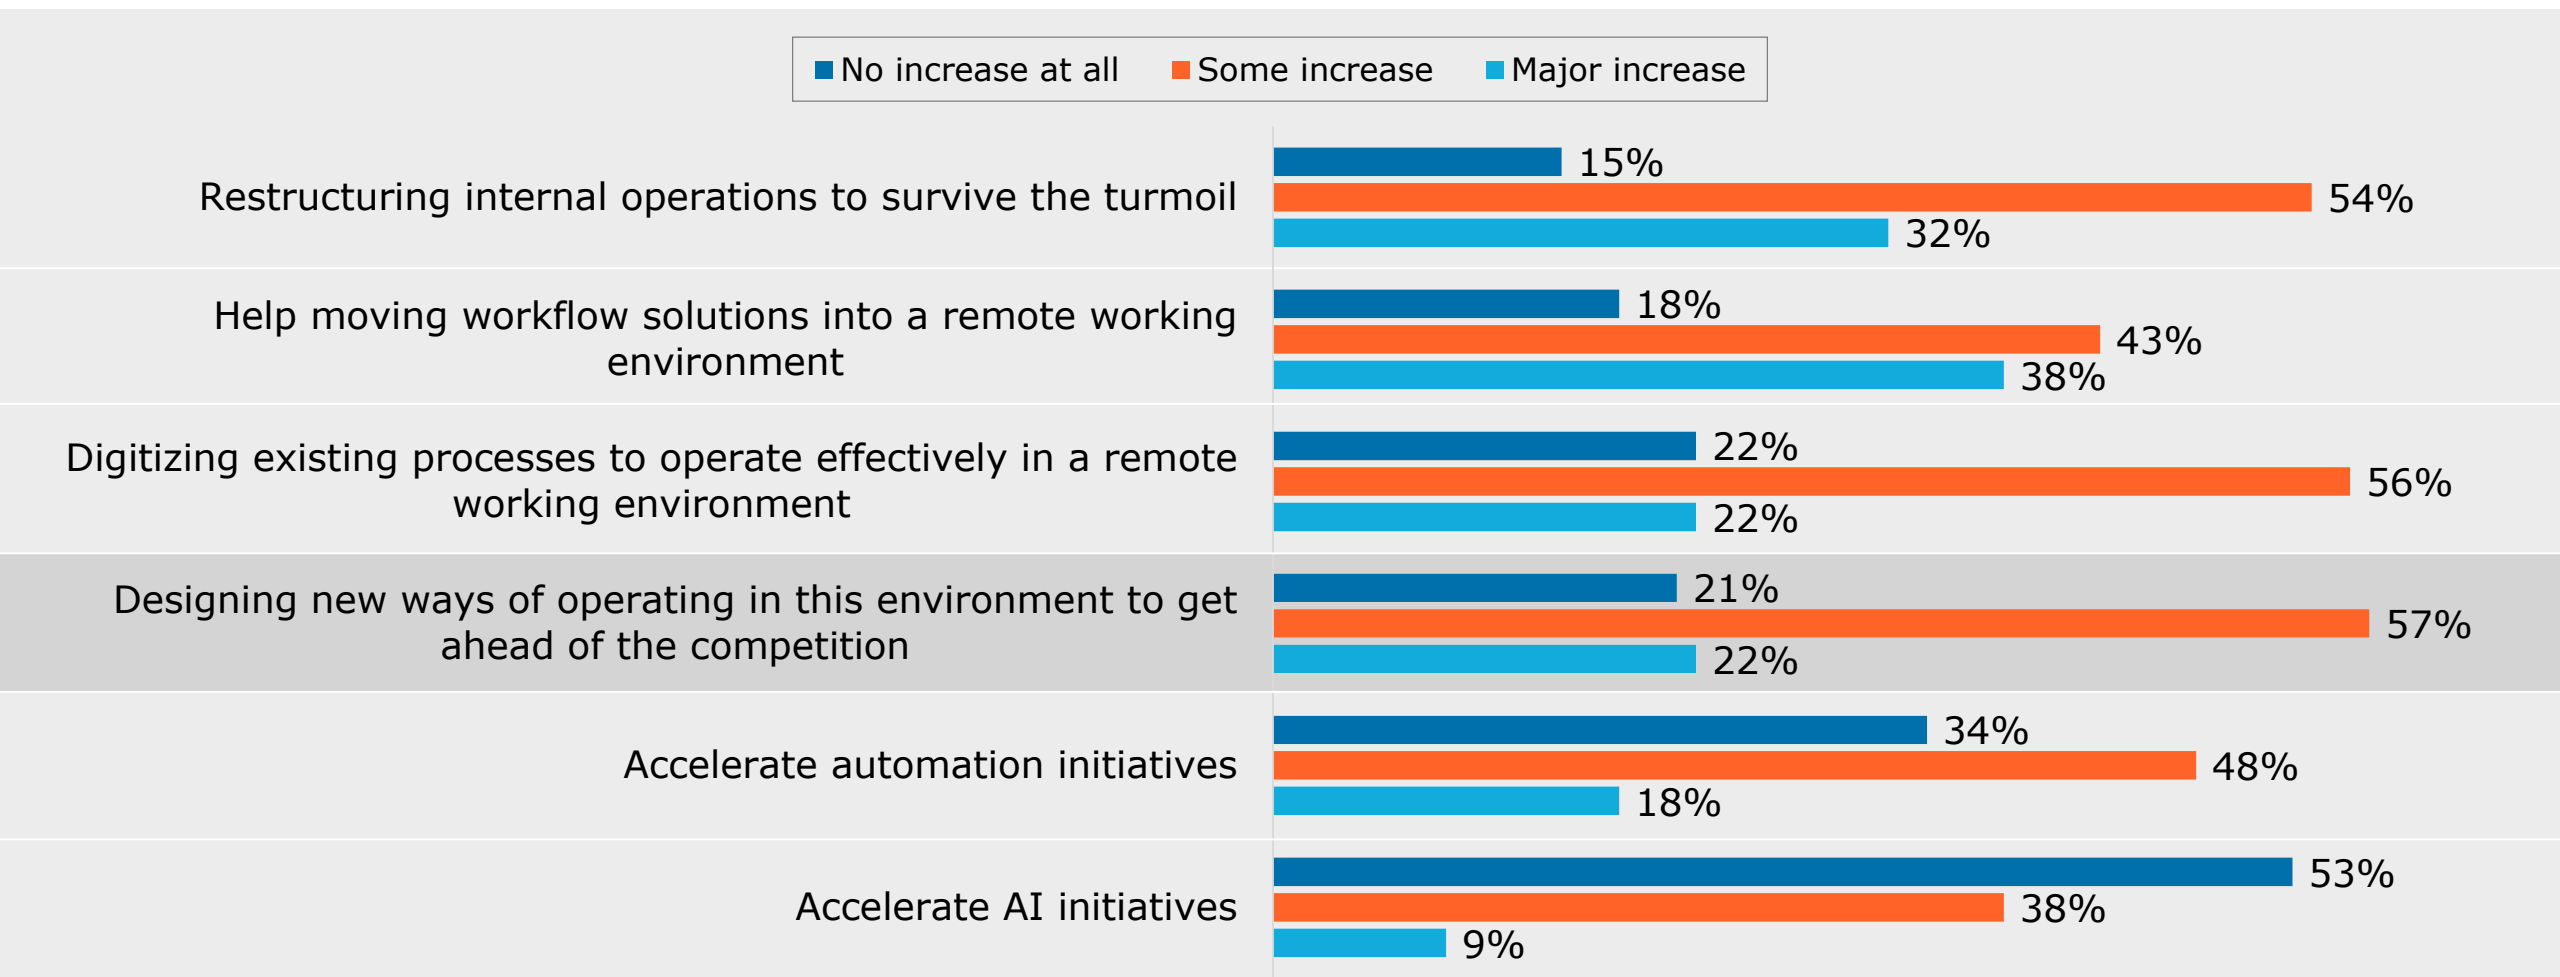 No increase at all Some increase Major increase
Restructuring internal operations to survive the turmoil
15%
54%
32%
Help moving workflow solutions into a remote working
environment
18%
43%
38%
Digitizing existing processes to operate effectively in a remote
working environment
22%
56%
22%
Designing new ways of operating in this environment to get
ahead of the competition
21%
57%
22%
Accelerate automation initiatives
34%
48%
18%
Accelerate AI initiatives
53%
38%
9%